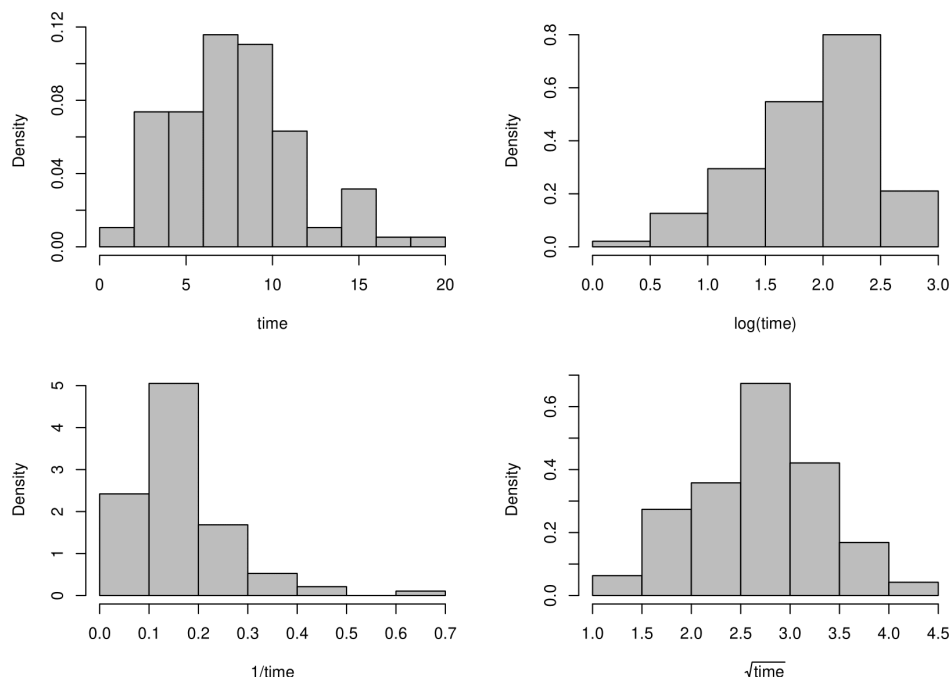 Density
0.00 0.04 0.08 0.12
0 5 10 15 20
time
Density
0.0 0.2 0.4 0.6 0.8
0.0 0.5 1.0 1.5 2.0 2.5 3.0
log(time)
Density
0 1 2 3 4 5
0.0 0.1 0.2 0.3 0.4 0.5 0.6 0.7
1/time
Density
0.0 0.2 0.4 0.6
1.0 1.5 2.0 2.5 3.0 3.5 4.0 4.5
√time